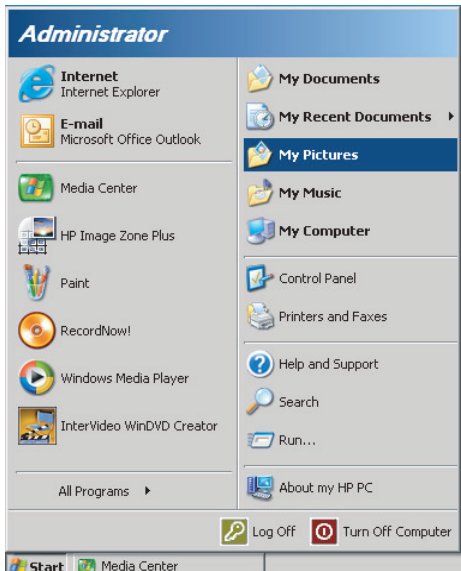 Administrator
Internet
Internet Explorer
E-mail
Microsoft Office Outlook
Media Center
HP Image Zone Plus
Paint
RecordNow!
Windows Media Player
InterVideo WinDVD Creator
All Programs
My Documents
My Recent Documents
My Pictures
My Music
My Computer
Control Panel
Printers and Faxes
Help and Support
Search
Run...
About my HP PC
Log Off
Turn Off Computer
Start
Media Center